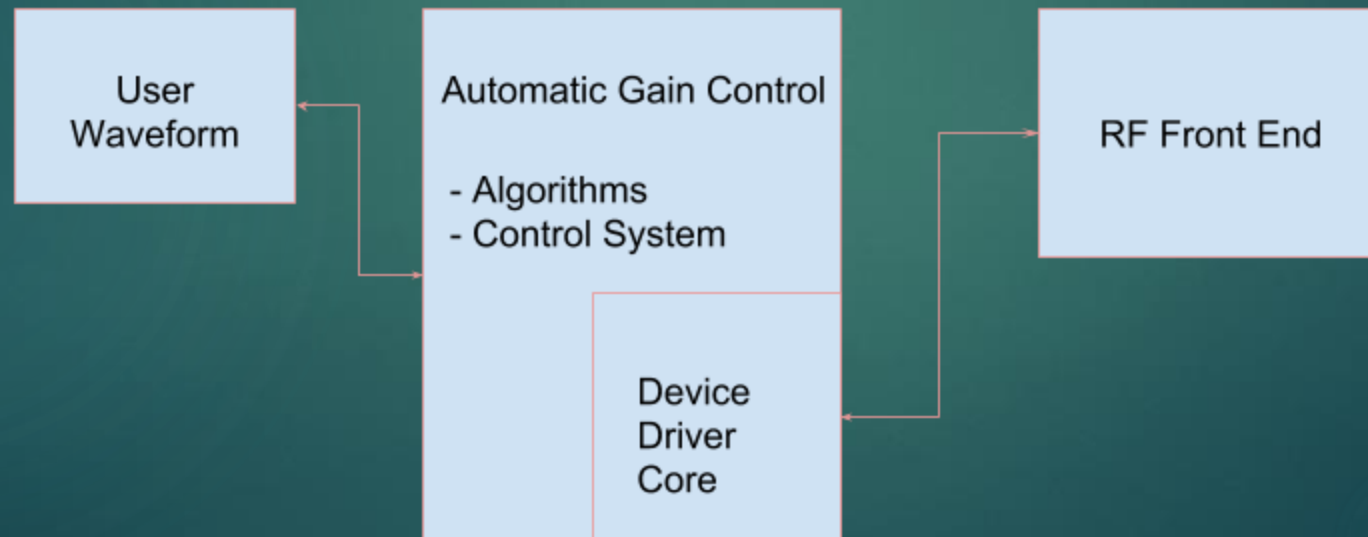 User
Waveform
Automatic Gain Control
- Algorithms
- Control System
Device
Driver
Core
RF Front End